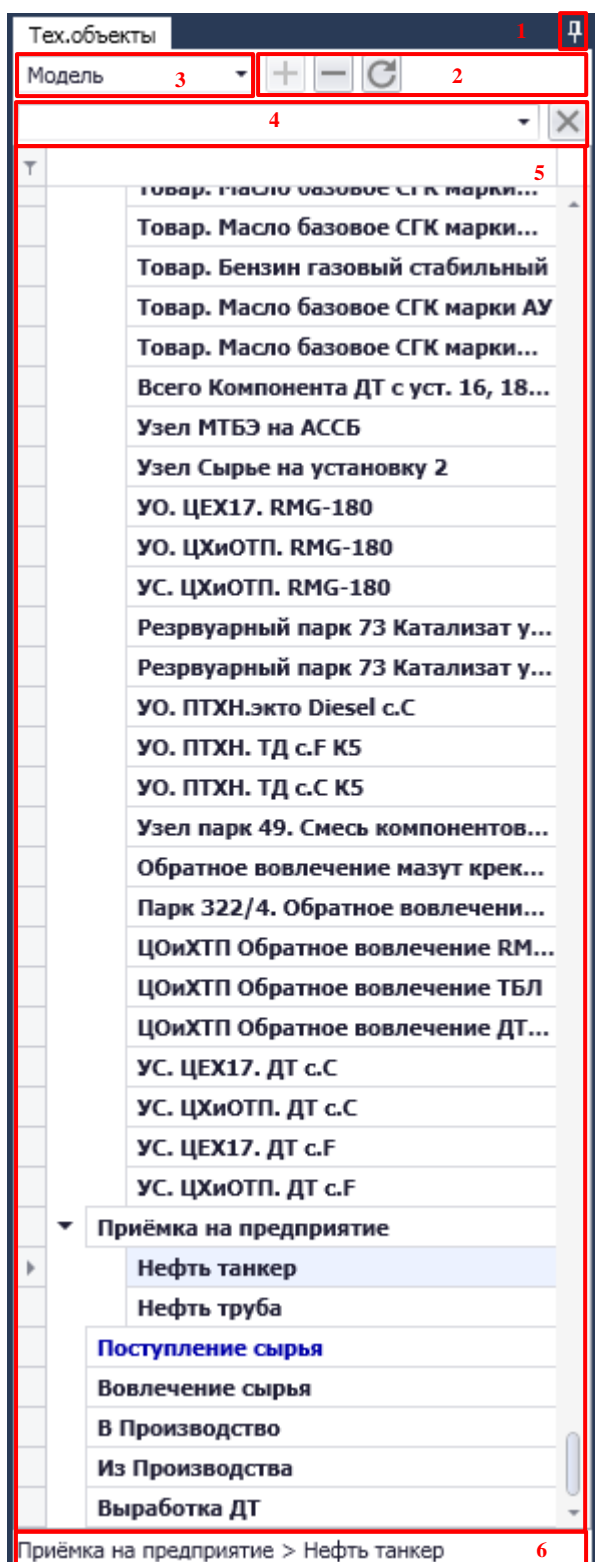 Тех.объекты 1
Модель 3 2
4
5
Товар. Масло базовое СГК марки...
Товар. Масло базовое СГК марки...
Товар. Бензин газовый стабильный
Товар. Масло базовое СГК марки АУ
Товар. Масло базовое СГК марки...
Всего Компонента ДТ с уст. 16, 18...
Узел МТБЭ на АССБ
Узел Сырье на установку 2
УО. ЦЕХ17. RMG-180
УО. ЦХиОТП. RMG-180
УС. ЦХиОТП. RMG-180
Резрвуарный парк 73 Катализат у...
Резрвуарный парк 73 Катализат у...
УО. ПТХН.экто Diesel с.С
УО. ПТХН. ТД с.F К5
УО. ПТХН. ТД с.С К5
Узел парк 49. Смесь компонентов...
Обратное вовлечение мазут крек...
Парк 322/4. Обратное вовлечени...
ЦОиХТП Обратное вовлечение RM...
ЦОиХТП Обратное вовлечение ТБЛ
ЦОиХТП Обратное вовлечение ДТ...
УС. ЦЕХ17. ДТ с.С
УС. ЦХиОТП. ДТ с.С
УС. ЦЕХ17. ДТ с.F
УС. ЦХиОТП. ДТ с.F
Приёмка на предприятие
Нефть танкер
Нефть труба
Поступление сырья
Вовлечение сырья
В Производство
Из Производства
Выработка ДТ
Приёмка на предприятие > Нефть танкер 6